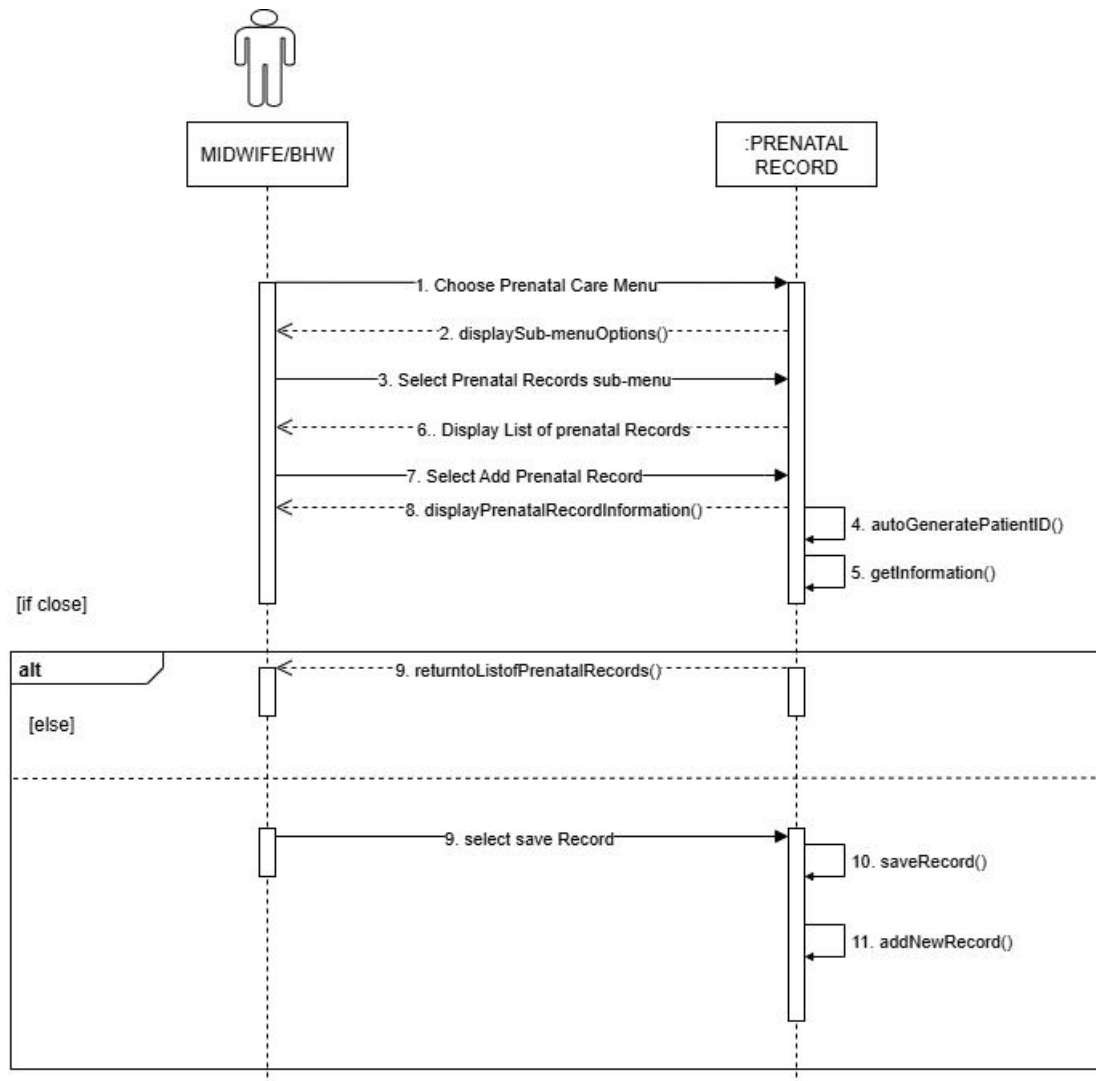 MIDWIFE/BHW
:PRENATAL
RECORD
1. Choose Prenatal Care Menu
2. displaySub-menuOptions()
3. Select Prenatal Records sub-menu
6.. Display List of prenatal Records
7. Select Add Prenatal Record
8. displayPrenatalRecordInformation()
4. autoGeneratePatientID()
5. getInformation()
[if close]
alt
9. returntoListofPrenatalRecords()
[else]
9. select save Record
10. saveRecord()
11. addNewRecord()